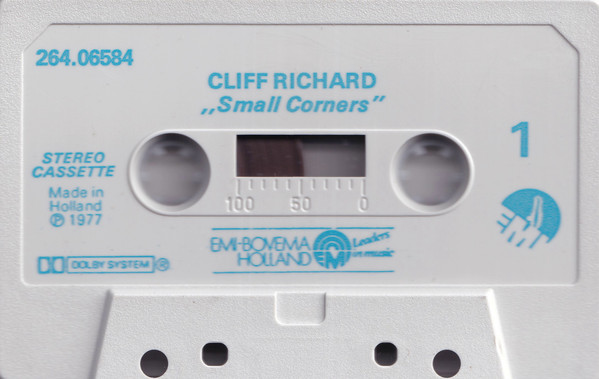 264.06584
CLIFF RICHARD
„Small Corners”
1
STEREO
CASSETTE
Made in
Holland
℗ 1977
100 50 0
EMI-BOVEMA
HOLLAND
Leaders
in music
EMI
DOLBY SYSTEM ®